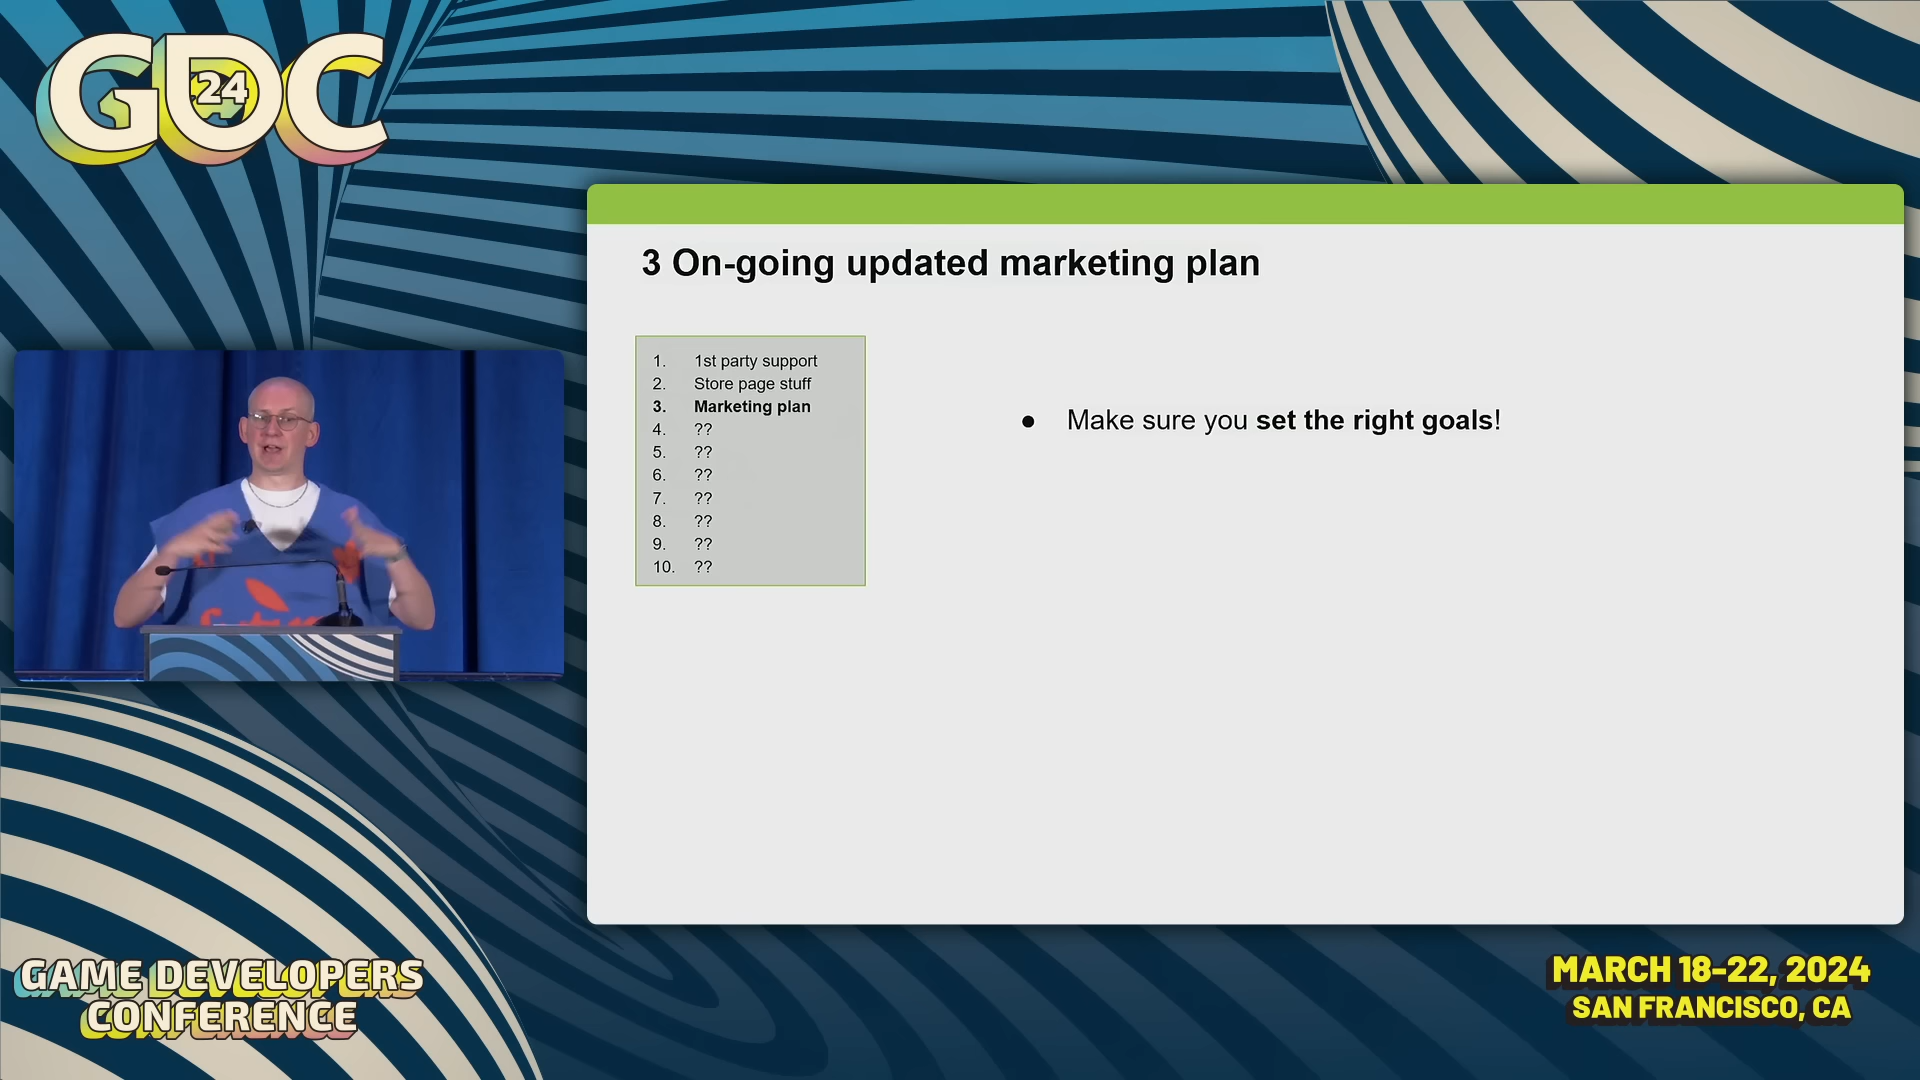 GDC
24
3 On-going updated marketing plan
1. 1st party support
2. Store page stuff
3. Marketing plan
4. ??
5. ??
6. ??
7. ??
8. ??
9. ??
10. ??
● Make sure you set the right goals!
GAME DEVELOPERS
CONFERENCE
MARCH 18-22, 2024
SAN FRANCISCO, CA